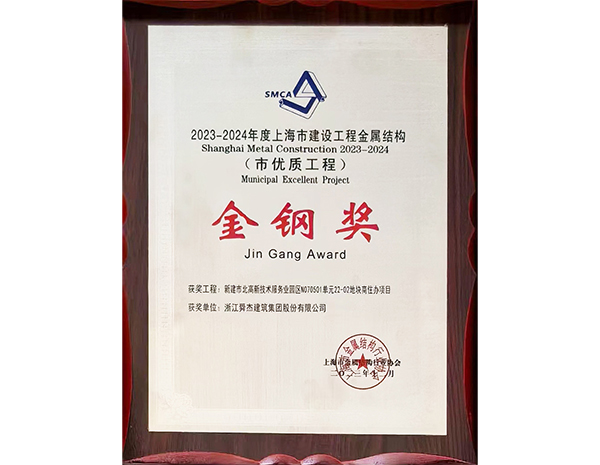 SMCA
2023-2024年度上海市建设工程金属结构
Shanghai Metal Construction 2023-2024
（市优质工程）
Municipal Excellent Project
金钢奖
Jin Gang Award
获奖工程：新建市北高新技术服务业园区N070501单元22-02地块商住办项目
获奖单位：浙江舜杰建筑集团股份有限公司
上海市金属结构行业协会